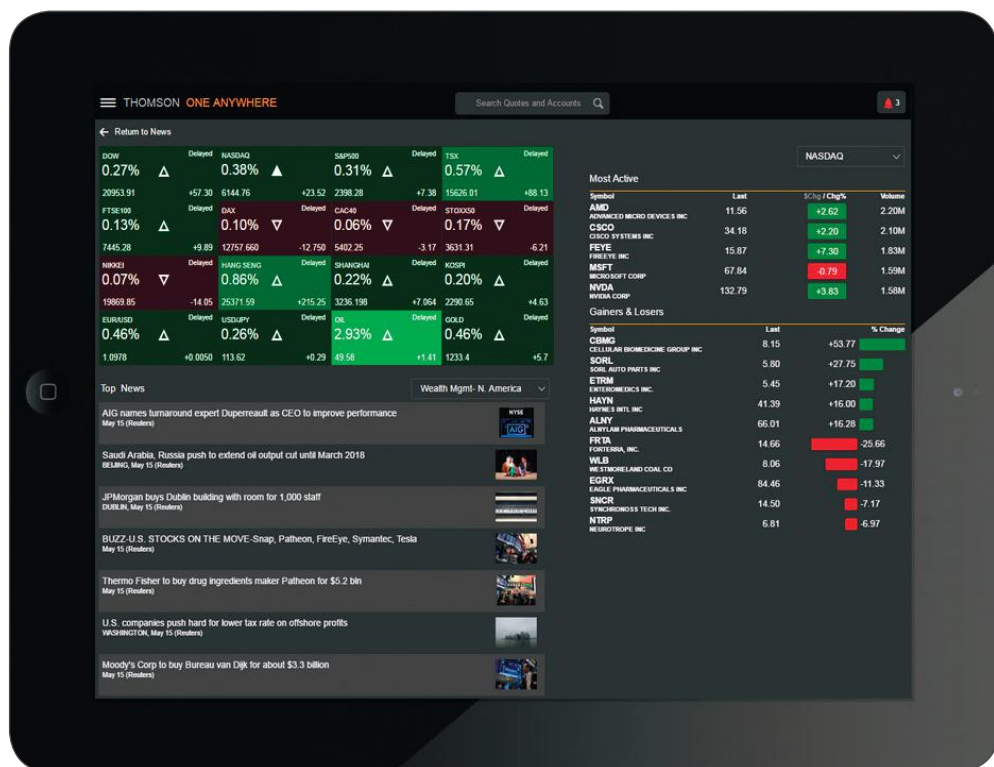 THOMSON ONE ANYWHERE
Search Quotes and Accounts
3
Return to News
DOW Delayed NASDAQ S&P500 Delayed TSX Delayed
0.27% 0.38% 0.31% 0.57%
20953.91 +57.30 6144.76 +23.52 2398.28 +7.38 15626.01 +88.13
FTSE100 Delayed DAX Delayed CAC40 Delayed STOXX50 Delayed
0.13% 0.10% 0.06% 0.17%
7445.28 +9.89 12757.660 -12.750 5402.25 -3.17 3631.31 -6.21
NIKKEI Delayed HANG SENG Delayed SHANGHAI Delayed KOSPI Delayed
0.07% 0.86% 0.22% 0.20%
19869.85 -14.05 25371.59 +215.25 3236.198 +7.064 2290.65 +4.63
EUR/USD Delayed USD/JPY Delayed OIL Delayed GOLD Delayed
0.46% 0.26% 2.93% 0.46%
1.0978 +0.0050 113.62 +0.29 49.58 +1.41 1233.4 +5.7
Top News
Wealth Mgmt- N. America
AIG names turnaround expert Duperreault as CEO to improve performance
May 15 (Reuters)
NYSE
AIG
Saudi Arabia, Russia push to extend oil output cut until March 2018
BEIJING, May 15 (Reuters)
JPMorgan buys Dublin building with room for 1,000 staff
DUBLIN, May 15 (Reuters)
BUZZ-U.S. STOCKS ON THE MOVE-Snap, Patheon, FireEye, Symantec, Tesla
May 15 (Reuters)
Thermo Fisher to buy drug ingredients maker Patheon for $5.2 bln
May 15 (Reuters)
U.S. companies push hard for lower tax rate on offshore profits
WASHINGTON, May 15 (Reuters)
Moody's Corp to buy Bureau van Dijk for about $3.3 billion
May 15 (Reuters)
NASDAQ
Most Active
Symbol Last $Chg / Chg% Volume
AMD 11.56 +2.62 2.20M
ADVANCED MICRO DEVICES INC
CSCO 34.18 +2.20 2.10M
CISCO SYSTEMS INC
FEYE 15.87 +7.30 1.83M
FIREEYE INC
MSFT 67.84 -0.79 1.59M
MICROSOFT CORP
NVDA 132.79 +3.83 1.58M
NVIDIA CORP
Gainers & Losers
Symbol Last % Change
CBMG 8.15 +53.77
CELLULAR BIOMEDICINE GROUP INC
SORL 5.80 +27.75
SORL AUTO PARTS INC
ETRM 5.45 +17.20
ENTEROMEDICS INC.
HAYN 41.39 +16.00
HAYNES INTL INC
ALNY 66.01 +16.28
ALNYLAM PHARMACEUTICALS
FRTA 14.66 -25.66
FORTERRA, INC.
WLB 8.06 -17.97
WESTMORELAND COAL CO
EGRX 84.46 -11.33
EAGLE PHARMACEUTICALS INC
SNCR 14.50 -7.17
SYNCHRONOSS TECH INC.
NTRP 6.81 -6.97
NEUROTROPE INC